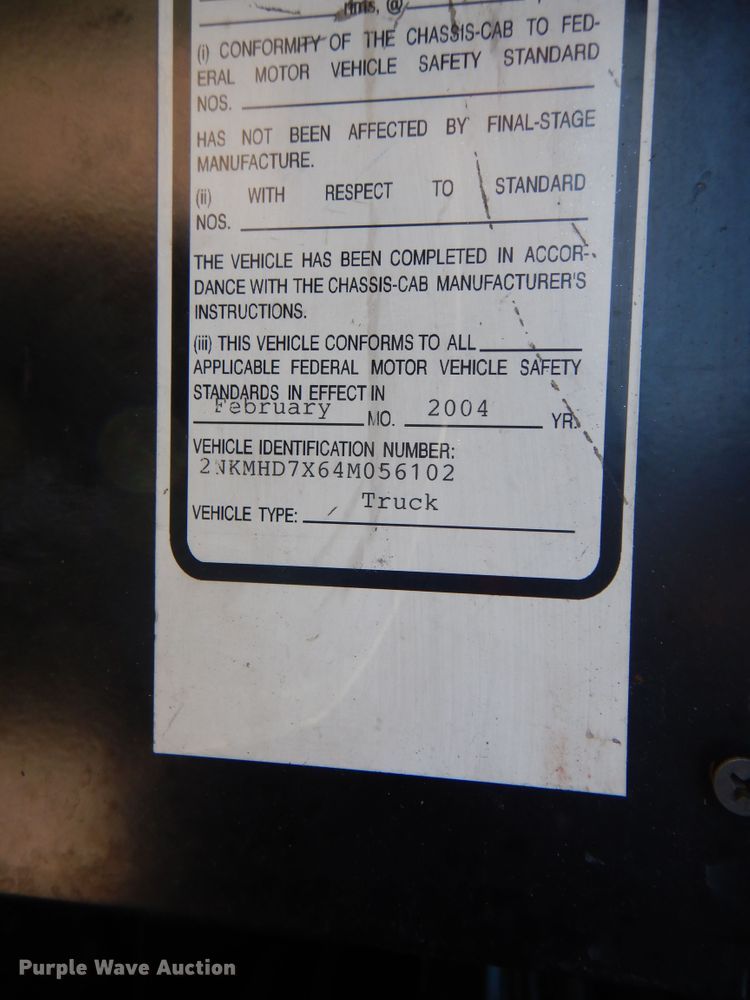 rims, @
(i) CONFORMITY OF THE CHASSIS-CAB TO FED-
ERAL MOTOR VEHICLE SAFETY STANDARD
NOS.
HAS NOT BEEN AFFECTED BY FINAL-STAGE
MANUFACTURE.
(ii) WITH RESPECT TO STANDARD
NOS.
THE VEHICLE HAS BEEN COMPLETED IN ACCOR-
DANCE WITH THE CHASSIS-CAB MANUFACTURER'S
INSTRUCTIONS.
(iii) THIS VEHICLE CONFORMS TO ALL
APPLICABLE FEDERAL MOTOR VEHICLE SAFETY
STANDARDS IN EFFECT IN
February MO. 2004 YR.
VEHICLE IDENTIFICATION NUMBER:
2NKMHD7X64M056102
VEHICLE TYPE: Truck
Purple Wave Auction